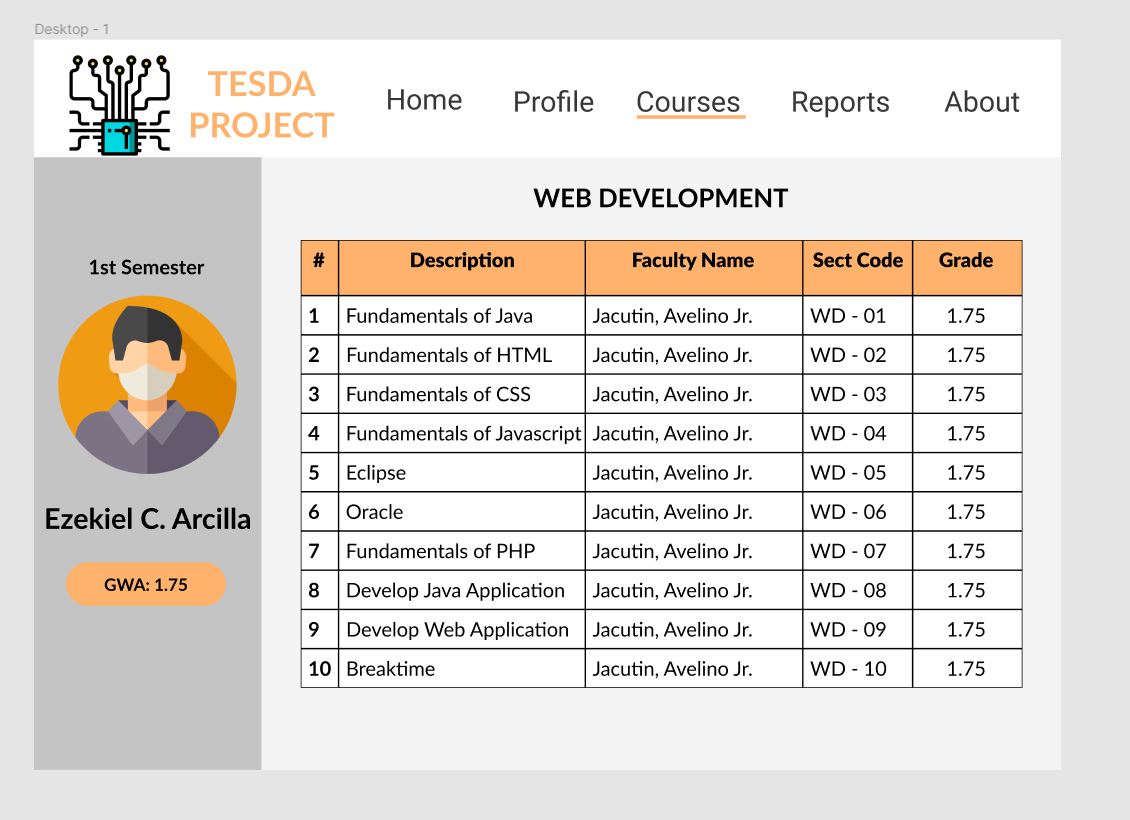 Desktop - 1
TESDA
PROJECT
Home Profile Courses Reports About
WEB DEVELOPMENT
1st Semester
Ezekiel C. Arcilla
GWA: 1.75
# Description Faculty Name Sect Code Grade
1 Fundamentals of Java Jacutin, Avelino Jr. WD - 01 1.75
2 Fundamentals of HTML Jacutin, Avelino Jr. WD - 02 1.75
3 Fundamentals of CSS Jacutin, Avelino Jr. WD - 03 1.75
4 Fundamentals of Javascript Jacutin, Avelino Jr. WD - 04 1.75
5 Eclipse Jacutin, Avelino Jr. WD - 05 1.75
6 Oracle Jacutin, Avelino Jr. WD - 06 1.75
7 Fundamentals of PHP Jacutin, Avelino Jr. WD - 07 1.75
8 Develop Java Application Jacutin, Avelino Jr. WD - 08 1.75
9 Develop Web Application Jacutin, Avelino Jr. WD - 09 1.75
10 Breaktime Jacutin, Avelino Jr. WD - 10 1.75